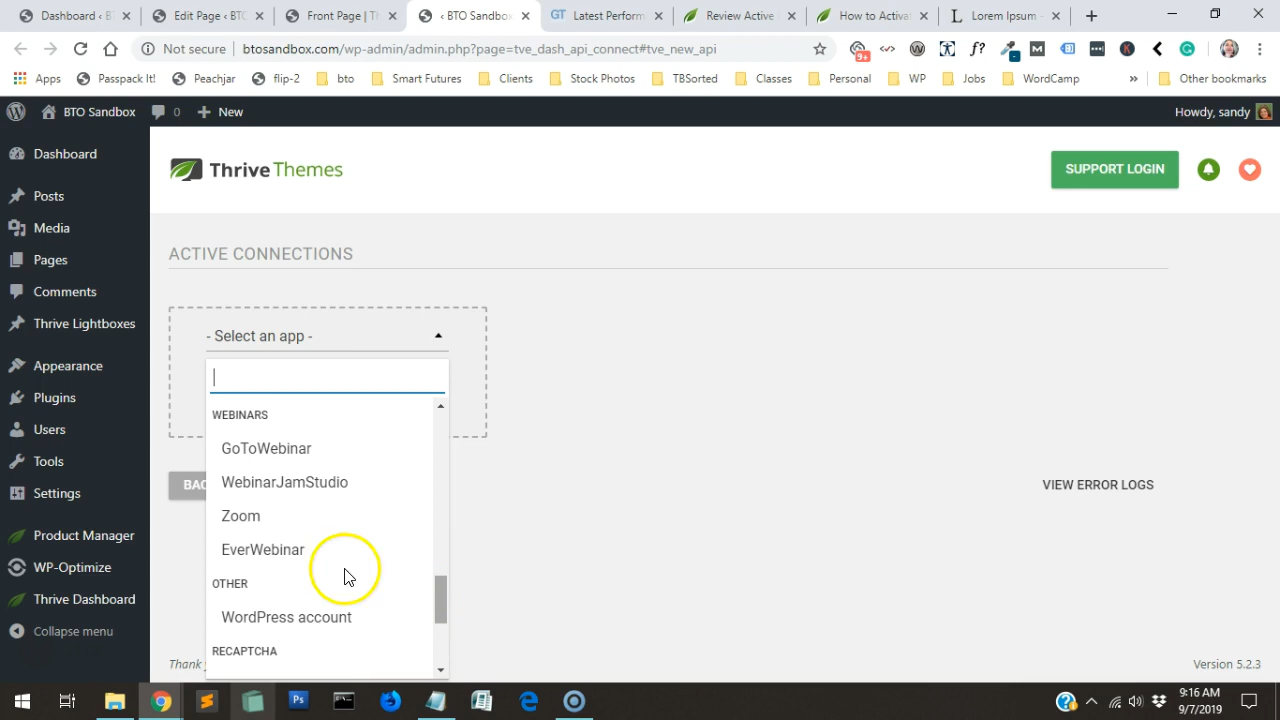 Dashboard ‹ B
Edit Page ‹ BTO
Front Page | Th
‹ BTO Sandbox
GT Latest Perform
Review Active
How to Activa
L Lorem Ipsum -
Not secure btosandbox.com/wp-admin/admin.php?page=tve_dash_api_connect#tve_new_api
Apps Passpack It! Peachjar flip-2 bto Smart Futures Clients Stock Photos TBSorted Classes Personal WP Jobs WordCamp » Other bookmarks
BTO Sandbox 0 + New Howdy, sandy
Dashboard
Posts
Media
Pages
Comments
Thrive Lightboxes
Appearance
Plugins
Users
Tools
Settings
Product Manager
WP-Optimize
Thrive Dashboard
Collapse menu
Thrive Themes
SUPPORT LOGIN
ACTIVE CONNECTIONS
- Select an app -
WEBINARS
GoToWebinar
WebinarJamStudio
Zoom
EverWebinar
OTHER
WordPress account
RECAPTCHA
BAC
VIEW ERROR LOGS
Thank
Version 5.2.3
9:16 AM
9/7/2019